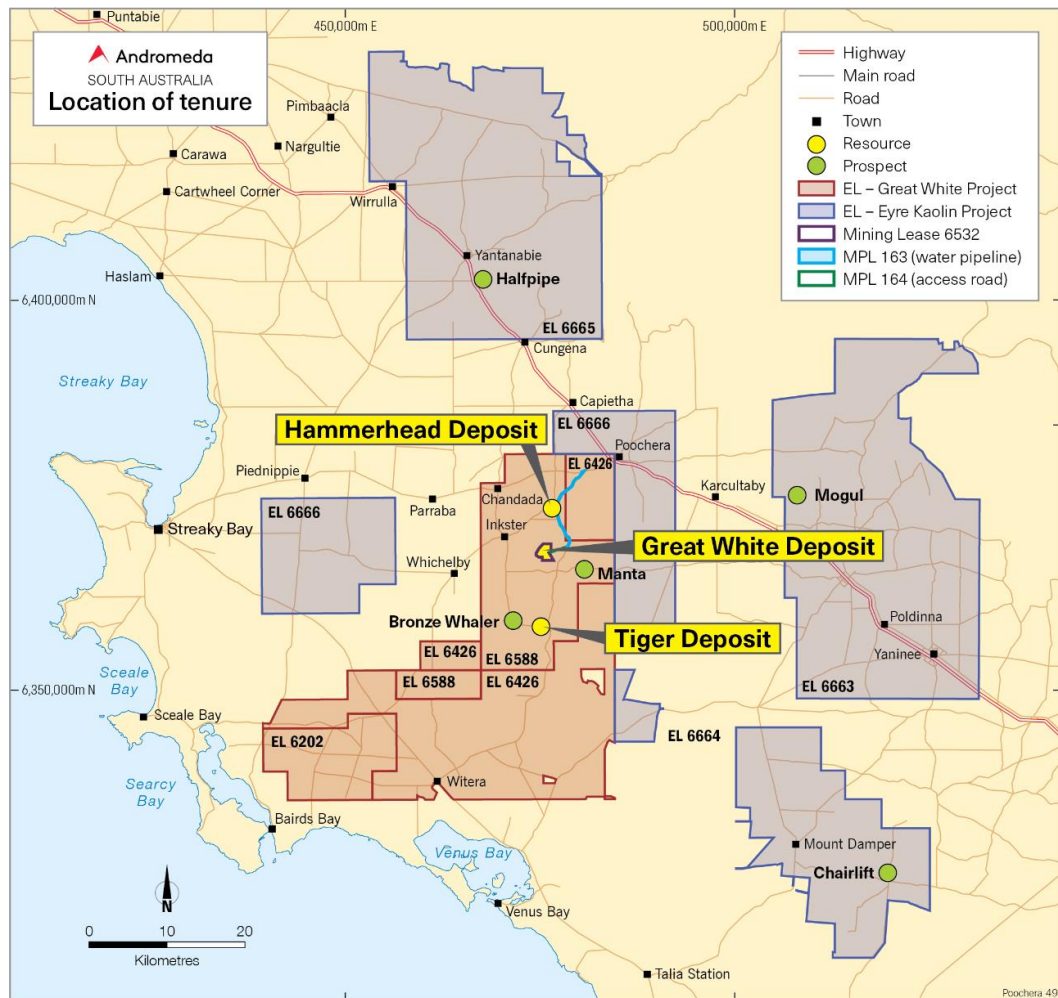 450,000m E
500,000m E
Puntabie
Andromeda
SOUTH AUSTRALIA
Location of tenure
Highway
Main road
Road
Town
Resource
Prospect
EL – Great White Project
EL – Eyre Kaolin Project
Mining Lease 6532
MPL 163 (water pipeline)
MPL 164 (access road)
Pimbaacla
Nargultie
Carawa
Cartwheel Corner
Wirrulla
Yantanabie
Haslam
Halfpipe
6,400,000m N
6,400,000m N
EL 6665
Cungena
Streaky Bay
Capietha
EL 6666
Hammerhead Deposit
Poochera
EL 6426
Piednippie
Chandada
Karcultaby
Mogul
Parraba
EL 6666
Inkster
Streaky Bay
Great White Deposit
Whichelby
Manta
Bronze Whaler
Poldinna
Tiger Deposit
EL 6426
EL 6588
Yaninee
Sceale
Bay
EL 6588
EL 6426
6,350,000m N
6,350,000m N
EL 6663
Sceale Bay
EL 6202
EL 6664
Searcy
Bay
Witera
Bairds Bay
Mount Damper
Venus Bay
Chairlift
N
Venus Bay
0
10
20
Kilometres
Talia Station
Poochera 49